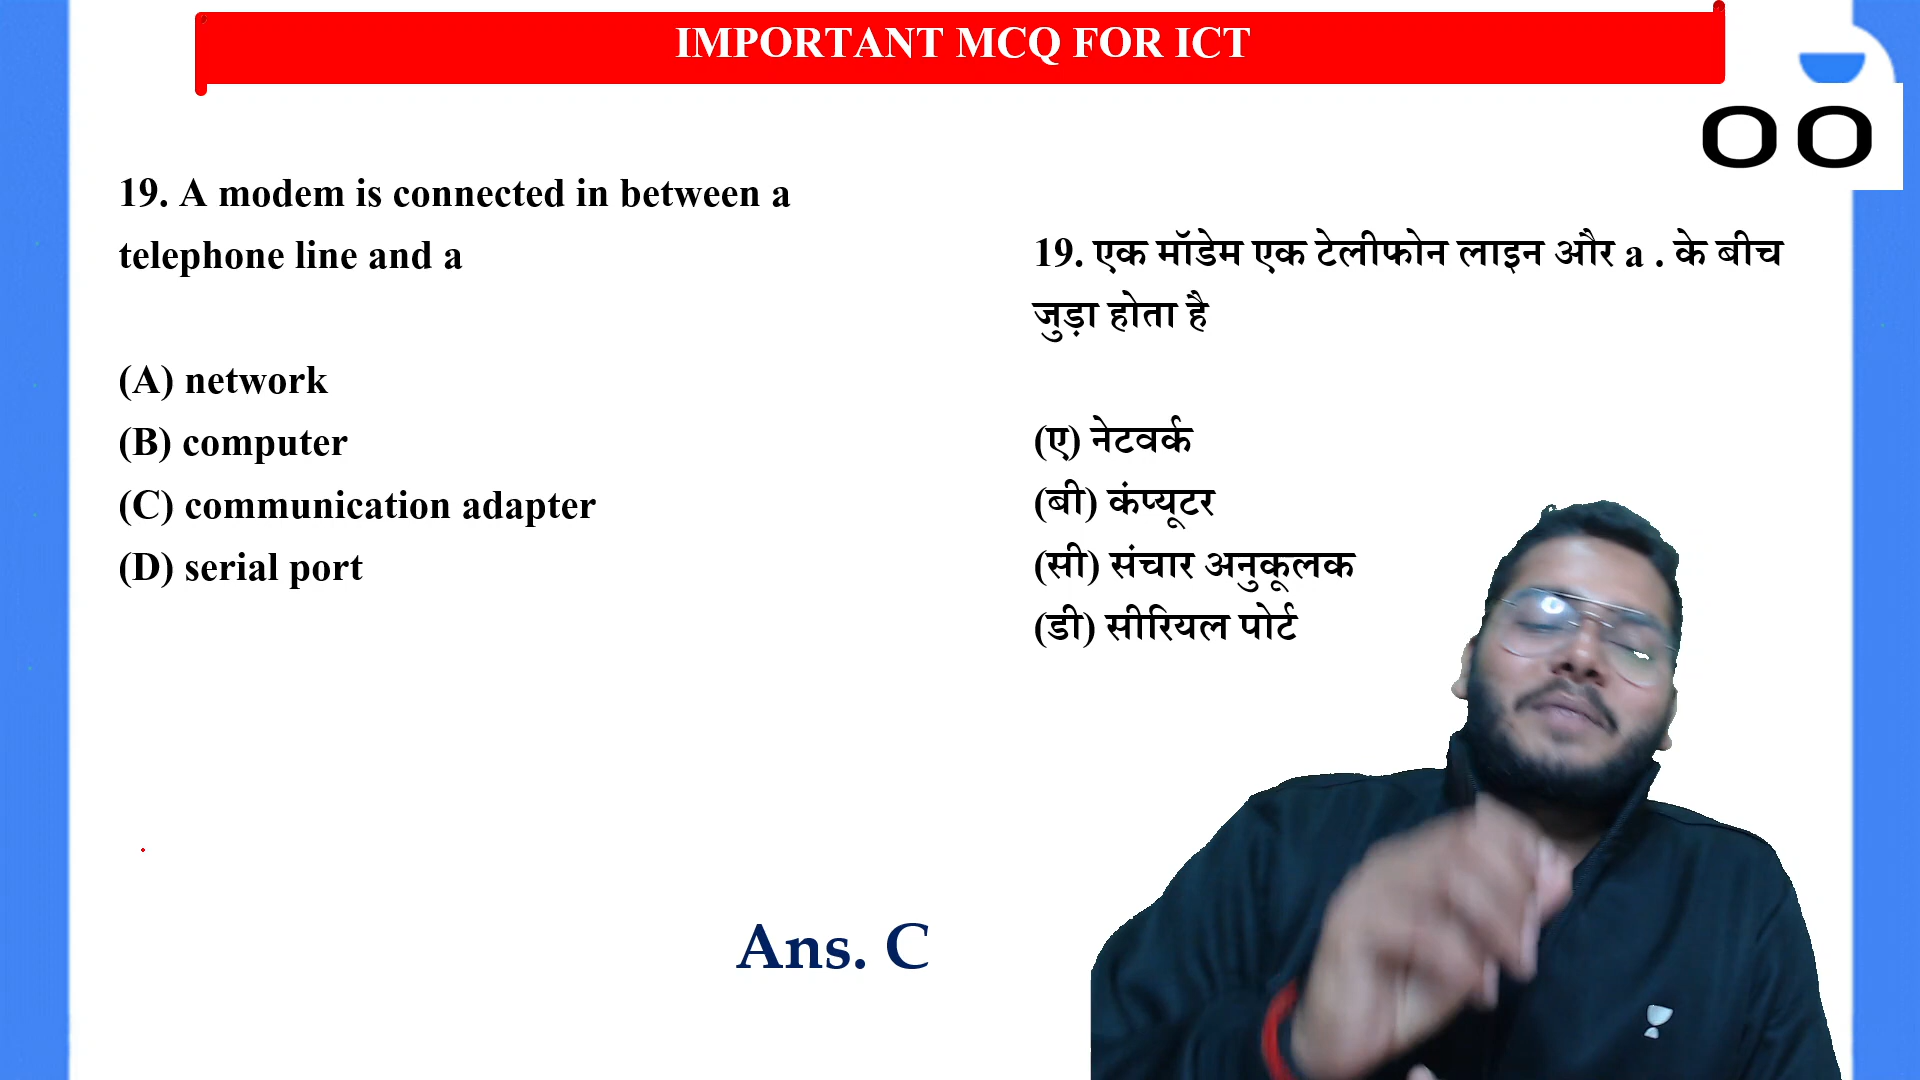 IMPORTANT MCQ FOR ICT
19. A modem is connected in between a
telephone line and a
(A) network
(B) computer
(C) communication adapter
(D) serial port
19. एक मॉडेम एक टेलीफोन लाइन और a . के बीच
जुड़ा होता है
(ए) नेटवर्क
(बी) कंप्यूटर
(सी) संचार अनुकूलक
(डी) सीरियल पोर्ट
Ans. C